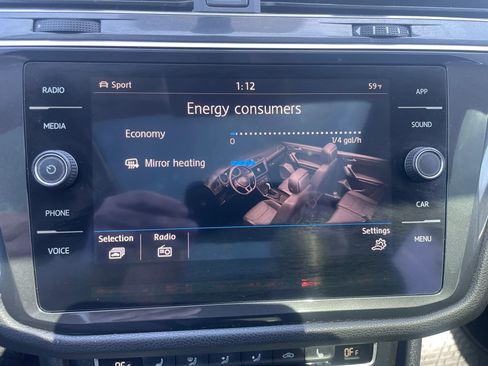 RADIO
MEDIA
PHONE
VOICE
Sport
1:12
59°F
Energy consumers
Economy
0
1/4 gal/h
Mirror heating
Selection
Radio
Settings
APP
SOUND
CAR
MENU
OFF
OFF